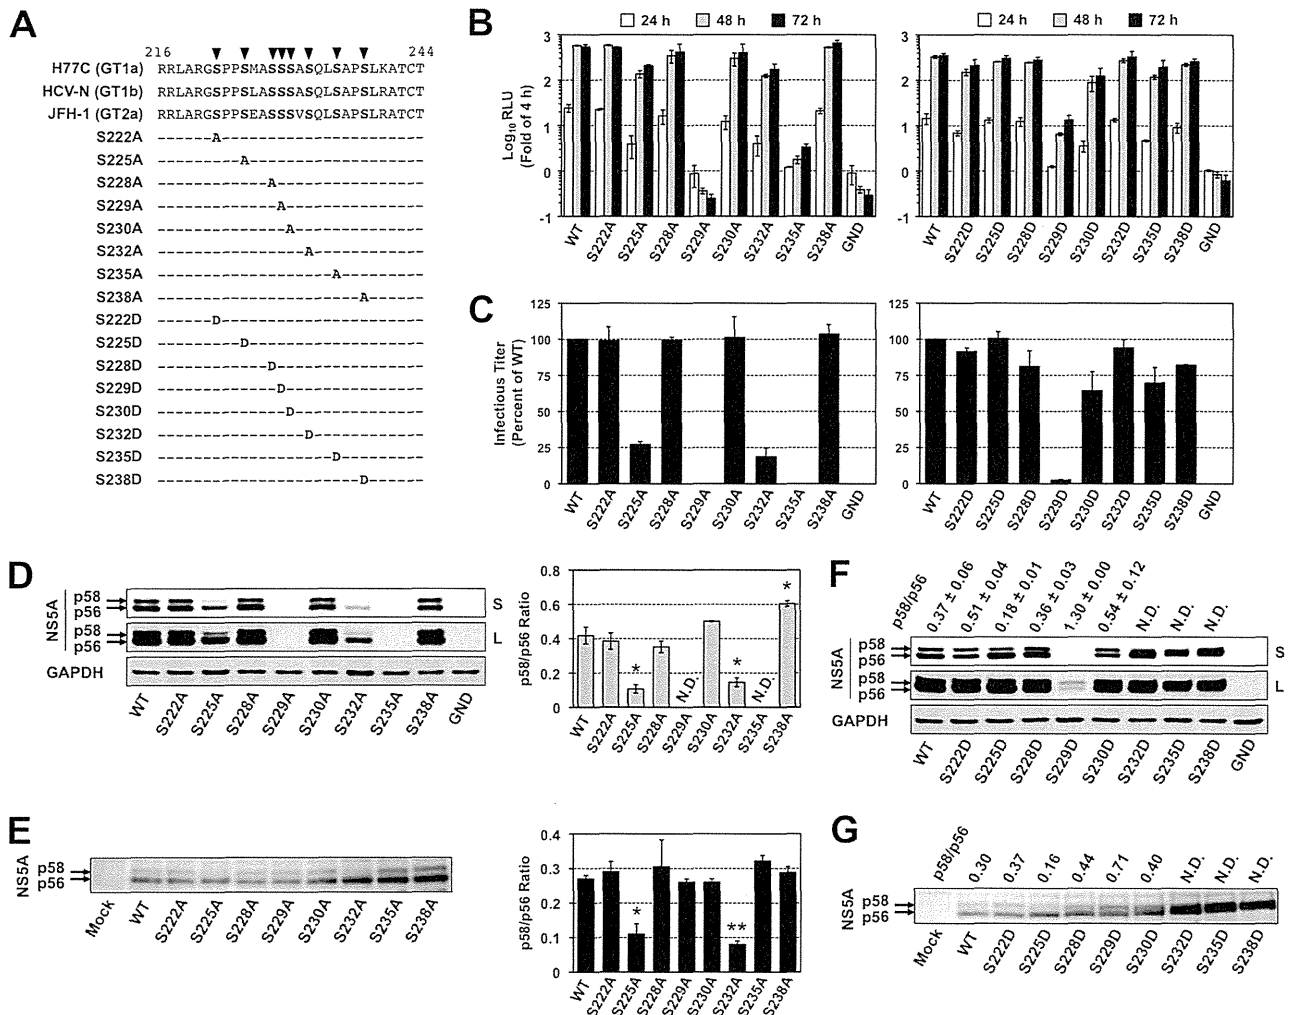 A
216 244
H77C (GT1a) RRLARGSPPSMASSSASQLSAPSLKATCT
HCV-N (GT1b) RRLARGSPPSLASSSASQLSAPSLRATCT
JFH-1 (GT2a) RRLARGSPPSEASSSVSQLSAPSLRATCT
S222A ------A----------------------
S225A ---------A-------------------
S228A ------------A----------------
S229A -------------A---------------
S230A --------------A--------------
S232A ----------------A------------
S235A -------------------A---------
S238A ----------------------A------
S222D ------D----------------------
S225D ---------D-------------------
S228D ------------D----------------
S229D -------------D---------------
S230D --------------D--------------
S232D ----------------D------------
S235D -------------------D---------
S238D ----------------------D------
B
24 h 48 h 72 h
Log10 RLU
(Fold of 4 h)
3
2
1
0
-1
WT S222A S225A S228A S229A S230A S232A S235A S238A GND
24 h 48 h 72 h
3
2
1
0
-1
WT S222D S225D S228D S229D S230D S232D S235D S238D GND
C
Infectious Titer
(Percent of WT)
125
100
75
50
25
0
WT S222A S225A S228A S229A S230A S232A S235A S238A GND
125
100
75
50
25
0
WT S222D S225D S228D S229D S230D S232D S235D S238D GND
D
NS5A
p58
p56
S
p58
p56
L
GAPDH
WT S222A S225A S228A S229A S230A S232A S235A S238A GND
p58/p56 Ratio
0.8
0.6
0.4
0.2
0
* N.D. * N.D. *
WT S222A S225A S228A S229A S230A S232A S235A S238A
E
NS5A
p58
p56
Mock WT S222A S225A S228A S229A S230A S232A S235A S238A
p58/p56 Ratio
0.4
0.3
0.2
0.1
0
* **
WT S222A S225A S228A S229A S230A S232A S235A S238A
F
p58/p56 0.37 ± 0.06 0.51 ± 0.04 0.18 ± 0.01 0.36 ± 0.03 1.30 ± 0.00 0.54 ± 0.12 N.D. N.D. N.D.
NS5A
p58
p56
S
p58
p56
L
GAPDH
WT S222D S225D S228D S229D S230D S232D S235D S238D GND
G
p58/p56 0.30 0.37 0.16 0.44 0.71 0.40 N.D. N.D. N.D.
NS5A
p58
p56
Mock WT S222D S225D S228D S229D S230D S232D S235D S238D